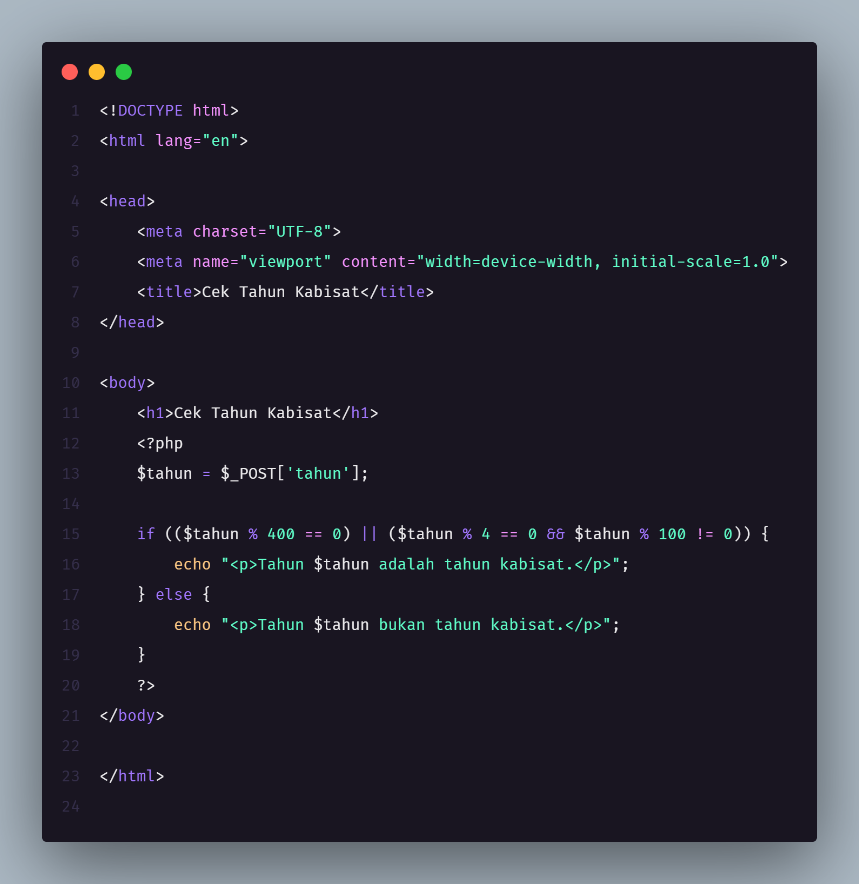 1 <!DOCTYPE html>
2 <html lang="en">
3
4 <head>
5     <meta charset="UTF-8">
6     <meta name="viewport" content="width=device-width, initial-scale=1.0">
7     <title>Cek Tahun Kabisat</title>
8 </head>
9
10 <body>
11     <h1>Cek Tahun Kabisat</h1>
12     <?php
13     $tahun = $_POST['tahun'];
14
15     if (($tahun % 400 == 0) || ($tahun % 4 == 0 && $tahun % 100 != 0)) {
16         echo "<p>Tahun $tahun adalah tahun kabisat.</p>";
17     } else {
18         echo "<p>Tahun $tahun bukan tahun kabisat.</p>";
19     }
20     ?>
21 </body>
22
23 </html>
24